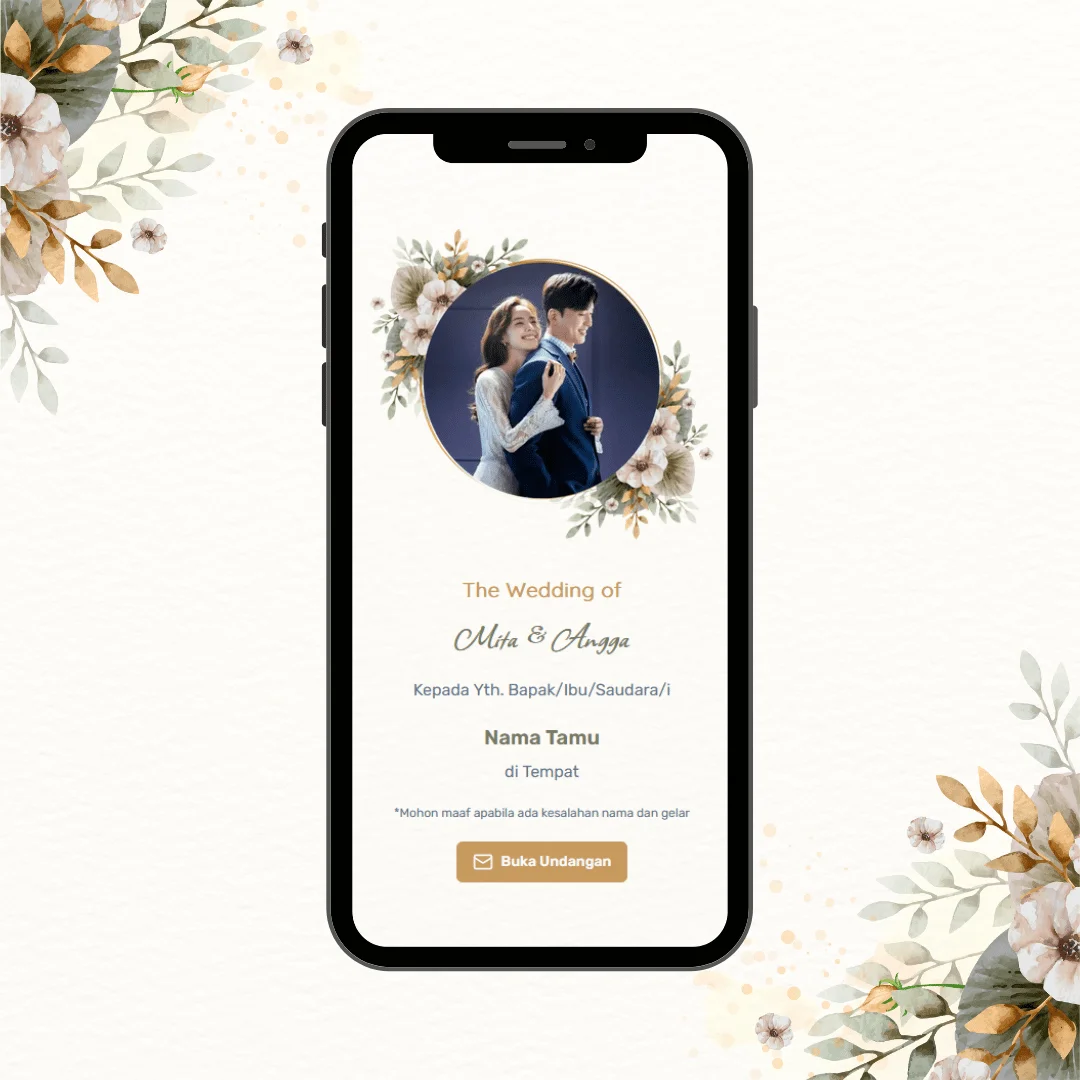 The Wedding of
Mita & Angga
Kepada Yth. Bapak/Ibu/Saudara/i
Nama Tamu
di Tempat
*Mohon maaf apabila ada kesalahan nama dan gelar
Buka Undangan